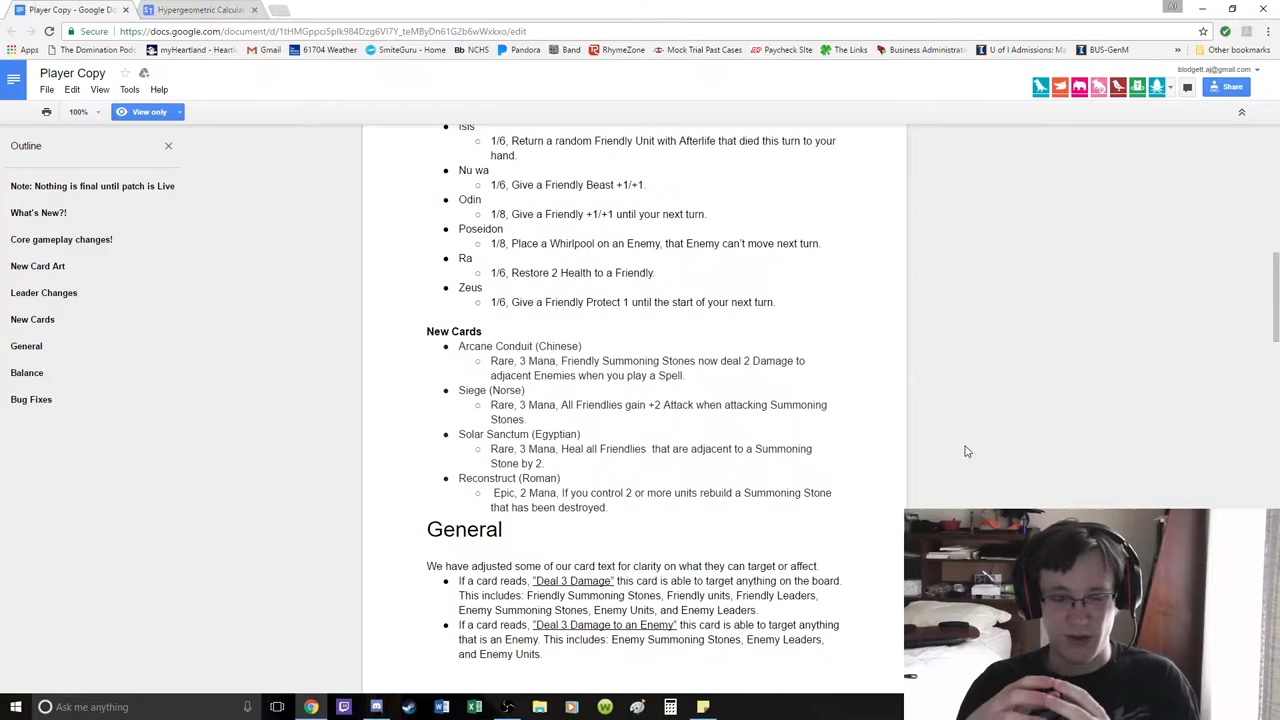 Player Copy - Google Do
Hypergeometric Calcula
AJ
Secure
https://docs.google.com/document/d/1tHMGppci5pIk984Dzg6VI7Y_teMByDn61G2b6wWxkxo/edit
Apps
The Domination Pod
myHeartland - Heart
Gmail
61704 Weather
SmiteGuru - Home
Bb NCHS
Pandora
Band
RhymeZone
Mock Trial Past Cases
Paycheck Site
The Links
Business Administrati
U of I Admissions: Ma
BUS-GenM
Other bookmarks
Player Copy
blodgett.aj@gmail.com
File Edit View Tools Help
Share
100%
View only
Outline
Note: Nothing is final until patch is Live
What's New?!
Core gameplay changes!
New Card Art
Leader Changes
New Cards
General
Balance
Bug Fixes
Isis
1/6, Return a random Friendly Unit with Afterlife that died this turn to your
hand.
Nu wa
1/6, Give a Friendly Beast +1/+1.
Odin
1/8, Give a Friendly +1/+1 until your next turn.
Poseidon
1/8, Place a Whirlpool on an Enemy, that Enemy can't move next turn.
Ra
1/6, Restore 2 Health to a Friendly.
Zeus
1/6, Give a Friendly Protect 1 until the start of your next turn.
New Cards
Arcane Conduit (Chinese)
Rare, 3 Mana, Friendly Summoning Stones now deal 2 Damage to
adjacent Enemies when you play a Spell.
Siege (Norse)
Rare, 3 Mana, All Friendlies gain +2 Attack when attacking Summoning
Stones.
Solar Sanctum (Egyptian)
Rare, 3 Mana, Heal all Friendlies that are adjacent to a Summoning
Stone by 2.
Reconstruct (Roman)
Epic, 2 Mana, If you control 2 or more units rebuild a Summoning Stone
that has been destroyed.
General
We have adjusted some of our card text for clarity on what they can target or affect.
If a card reads, "Deal 3 Damage" this card is able to target anything on the board.
This includes: Friendly Summoning Stones, Friendly units, Friendly Leaders,
Enemy Summoning Stones, Enemy Units, and Enemy Leaders.
If a card reads, "Deal 3 Damage to an Enemy" this card is able to target anything
that is an Enemy. This includes: Enemy Summoning Stones, Enemy Leaders,
and Enemy Units.
Ask me anything